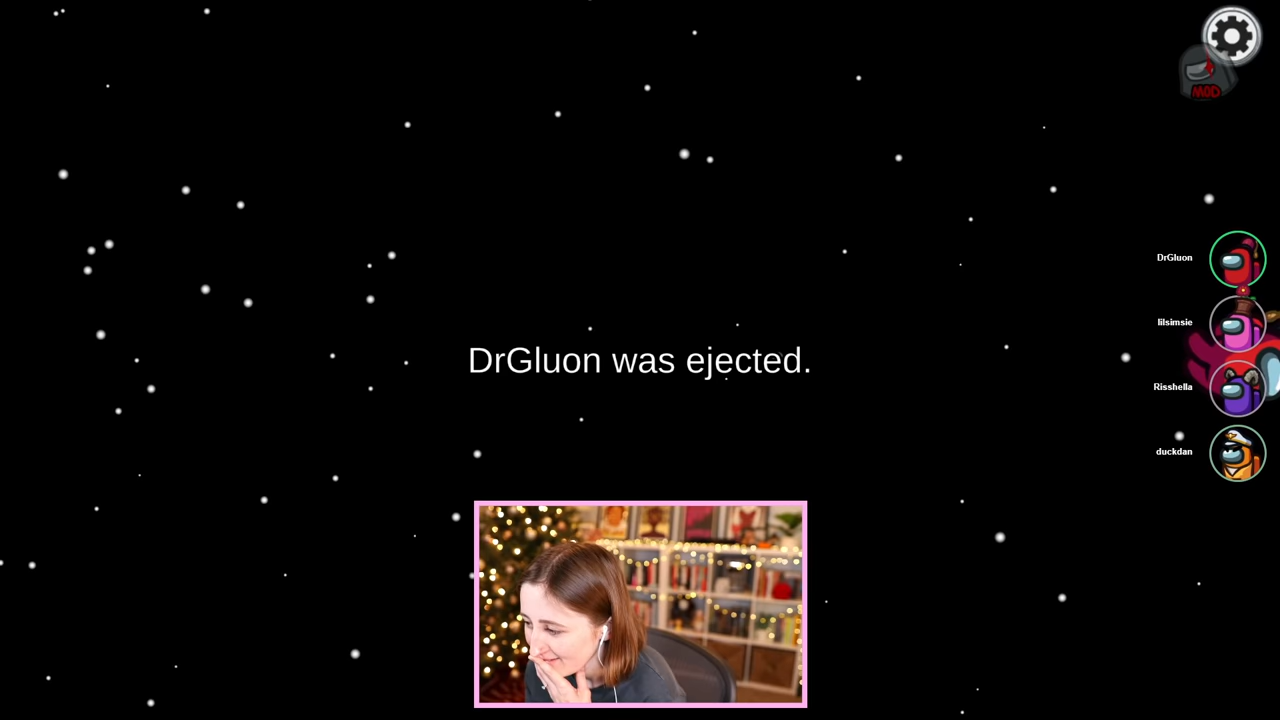 MOD
DrGluon
lilsimsie
DrGluon was ejected.
Risshella
duckdan